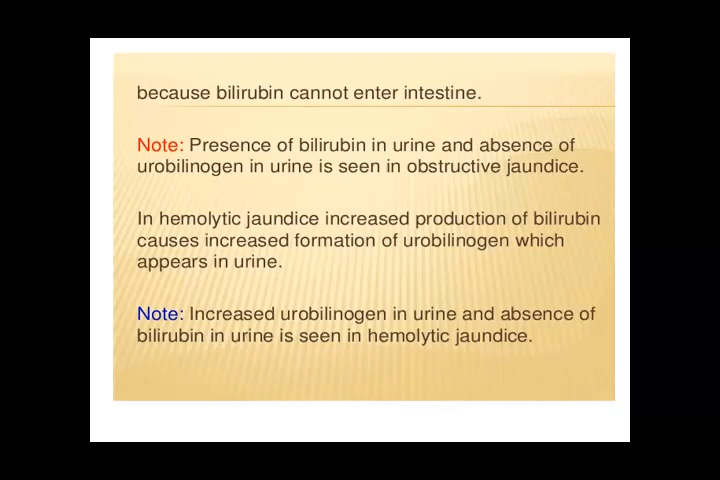 because bilirubin cannot enter intestine.
Note: Presence of bilirubin in urine and absence of
urobilinogen in urine is seen in obstructive jaundice.
In hemolytic jaundice increased production of bilirubin
causes increased formation of urobilinogen which
appears in urine.
Note: Increased urobilinogen in urine and absence of
bilirubin in urine is seen in hemolytic jaundice.